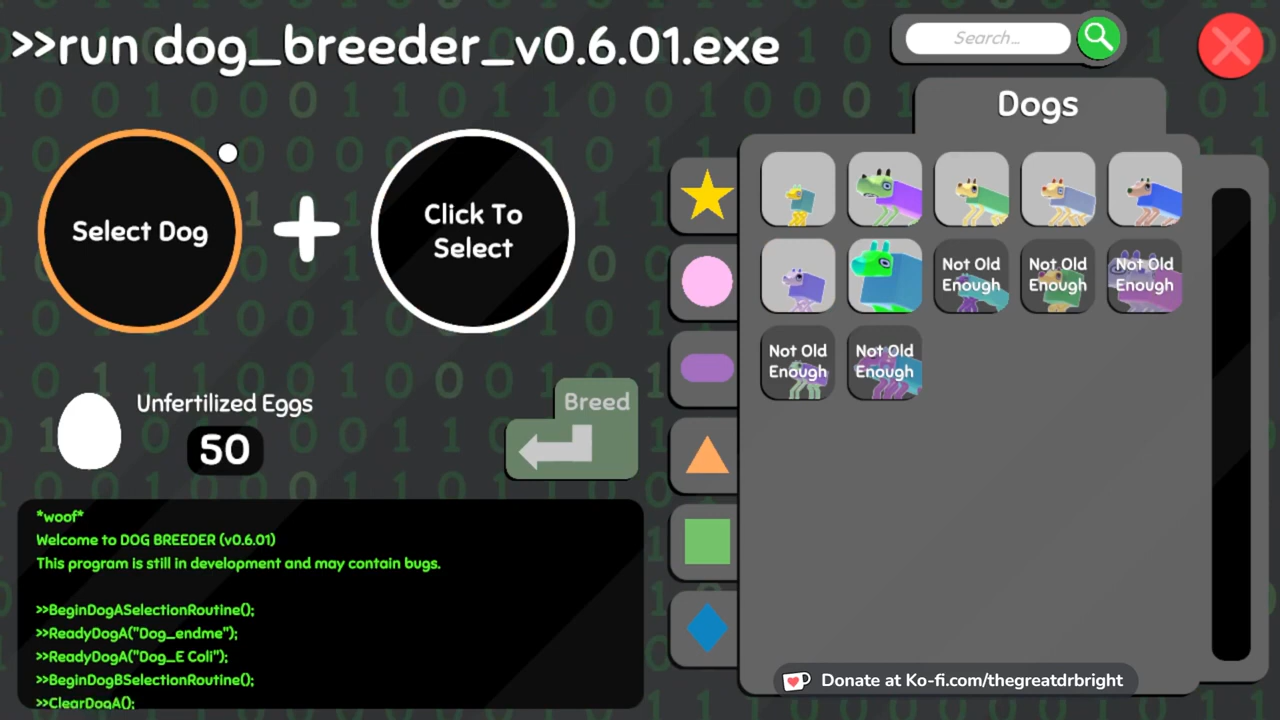 >>run dog_breeder_v0.6.01.exe
Search...
Dogs
Select Dog
Click To
Select
Not Old
Enough
Not Old
Enough
Not Old
Enough
Not Old
Enough
Not Old
Enough
Unfertilized Eggs
50
Breed
*woof*
Welcome to DOG BREEDER (v0.6.01)
This program is still in development and may contain bugs.
>>BeginDogASelectionRoutine();
>>ReadyDogA("Dog_endme");
>>ReadyDogA("Dog_E Coli");
>>BeginDogBSelectionRoutine();
>>ClearDogA();
Donate at Ko-fi.com/thegreatdrbright